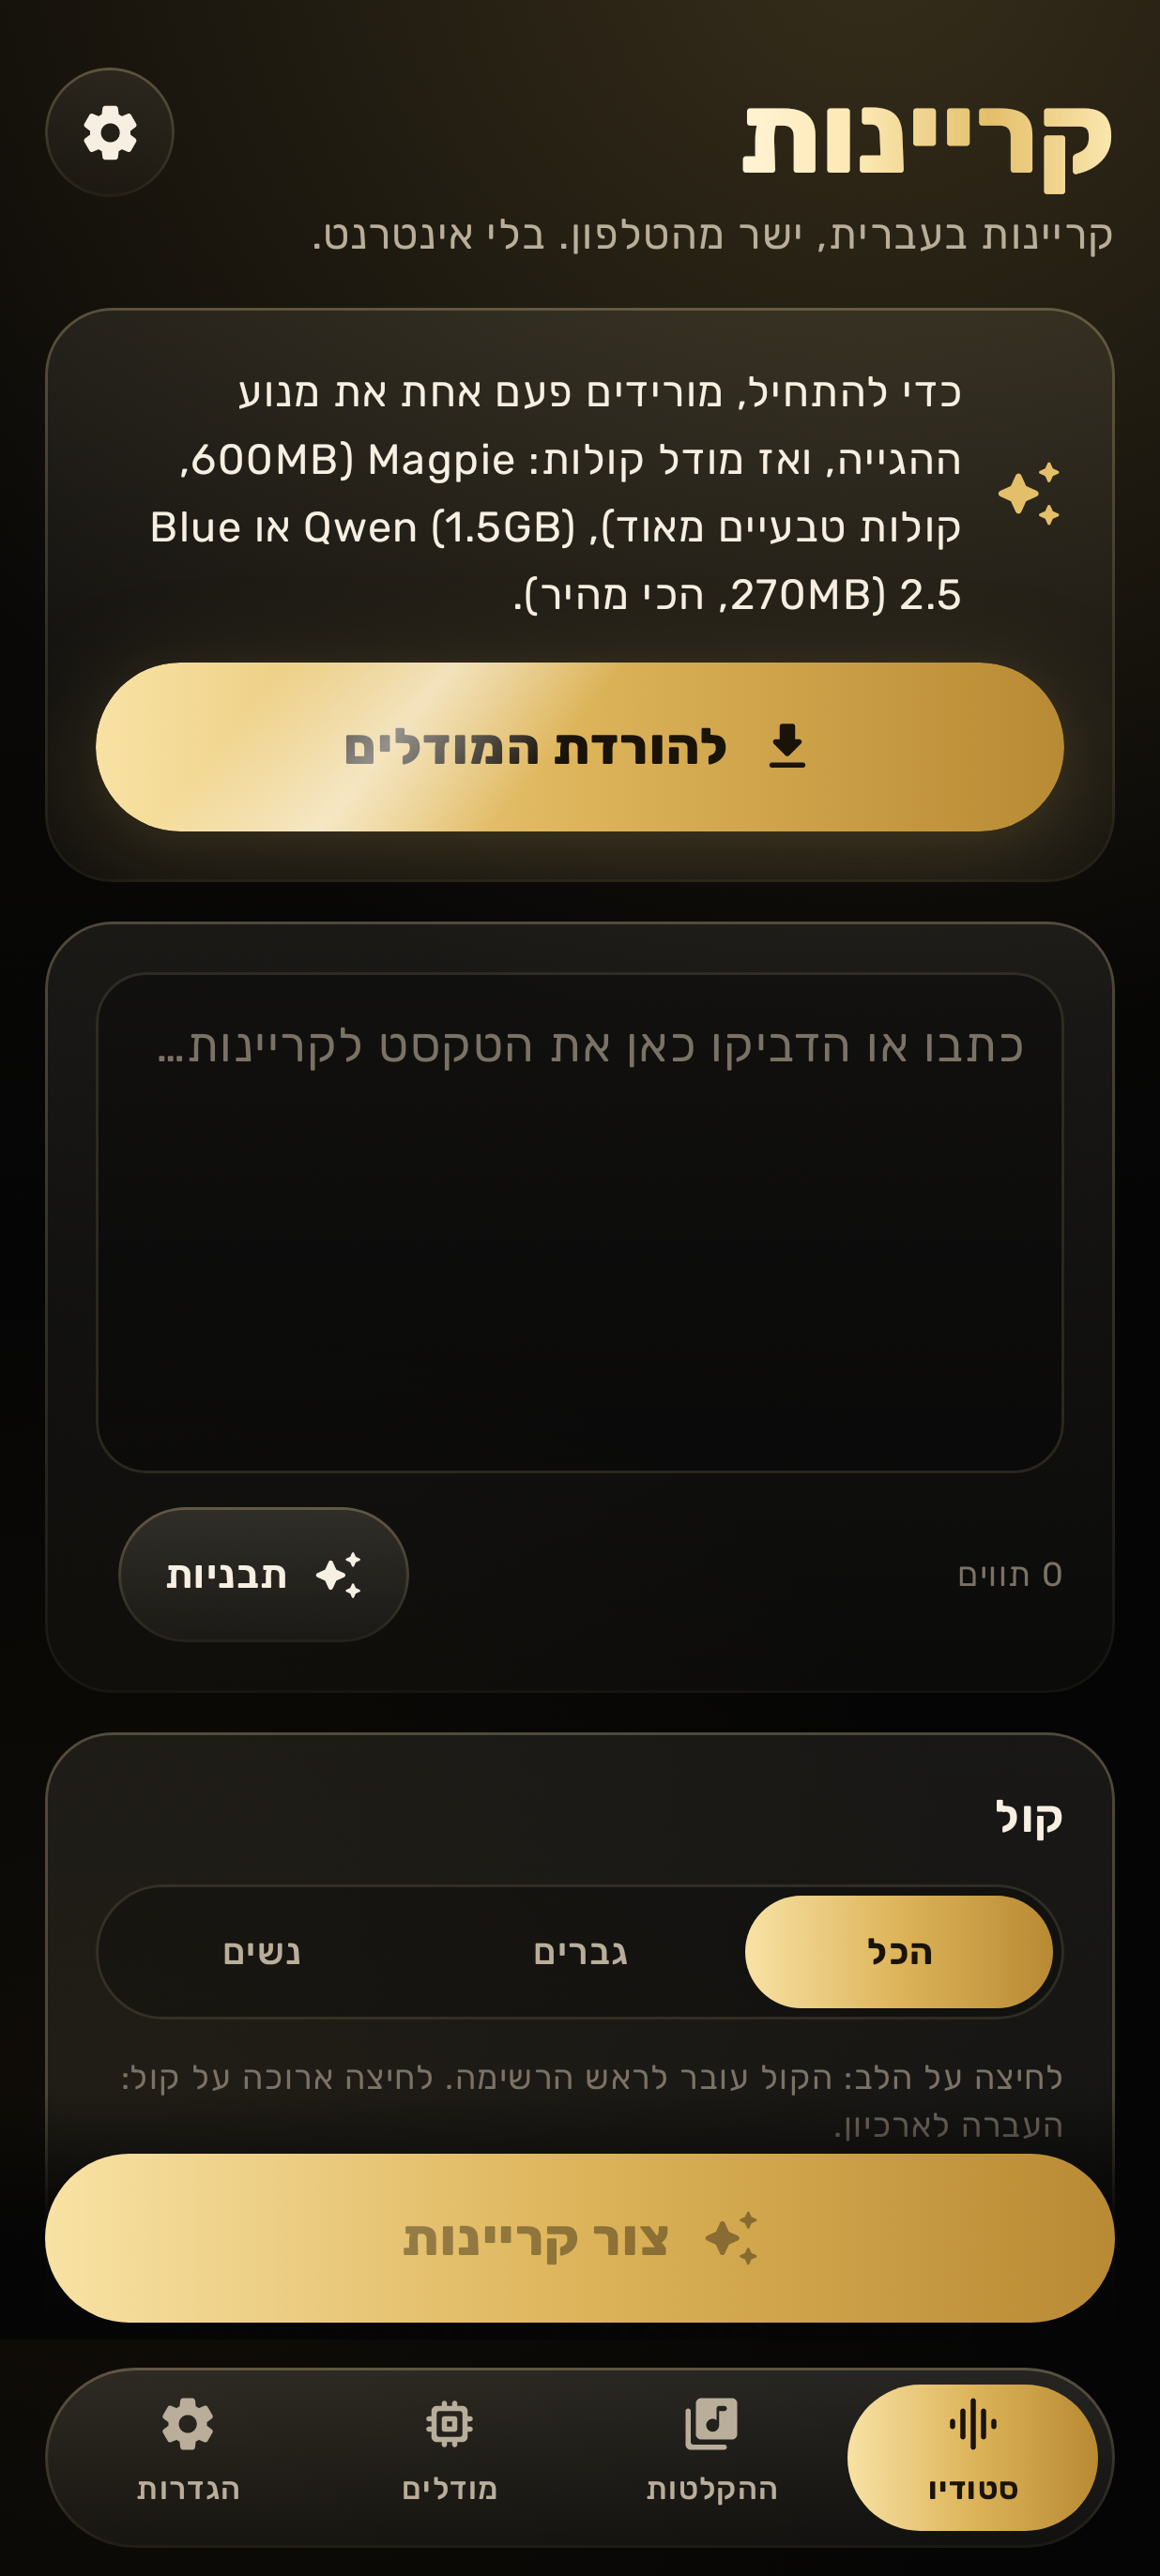 קריינות
קריינות בעברית, ישר מהטלפון. בלי אינטרנט.
כדי להתחיל, מורידים פעם אחת את מנוע
ההגייה, ואז מודל קולות: Magpie (600MB,
קולות טבעיים מאוד), Qwen (1.5GB) או Blue
2.5 (270MB, הכי מהיר).
להורדת המודלים
כתבו או הדביקו כאן את הטקסט לקריינות...
0 תווים
תבניות
קול
הכל
גברים
נשים
לחיצה על הלב: הקול עובר לראש הרשימה. לחיצה ארוכה על קול:
העברה לארכיון.
צור קריינות
סטודיו
ההקלטות
מודלים
הגדרות